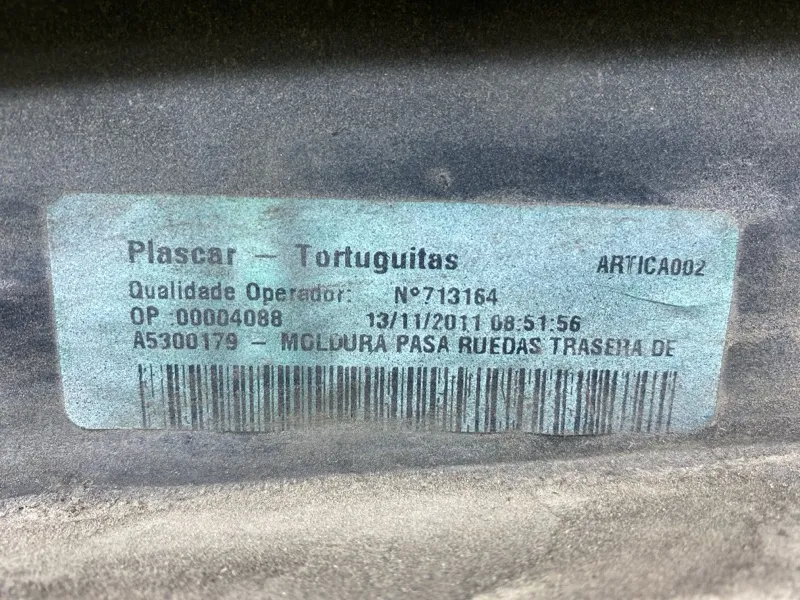 Plascar – Tortuguitas ARTICA002
Qualidade Operador: Nº713164
OP :00004088 13/11/2011 08:51:56
A5300179 – MOLDURA PASA RUEDAS TRASERA DE